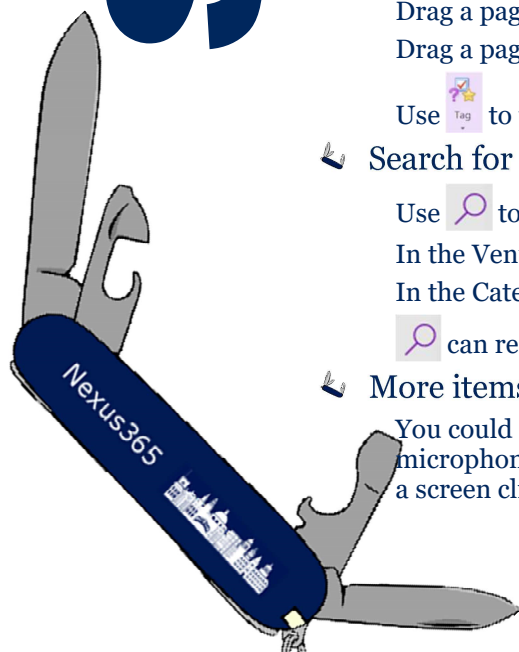 Drag a pag
Drag a pag
Use Tag to
Search for
Use to
In the Ven
In the Cate
can re
More items
You could
microphon
a screen cli
Nexus365